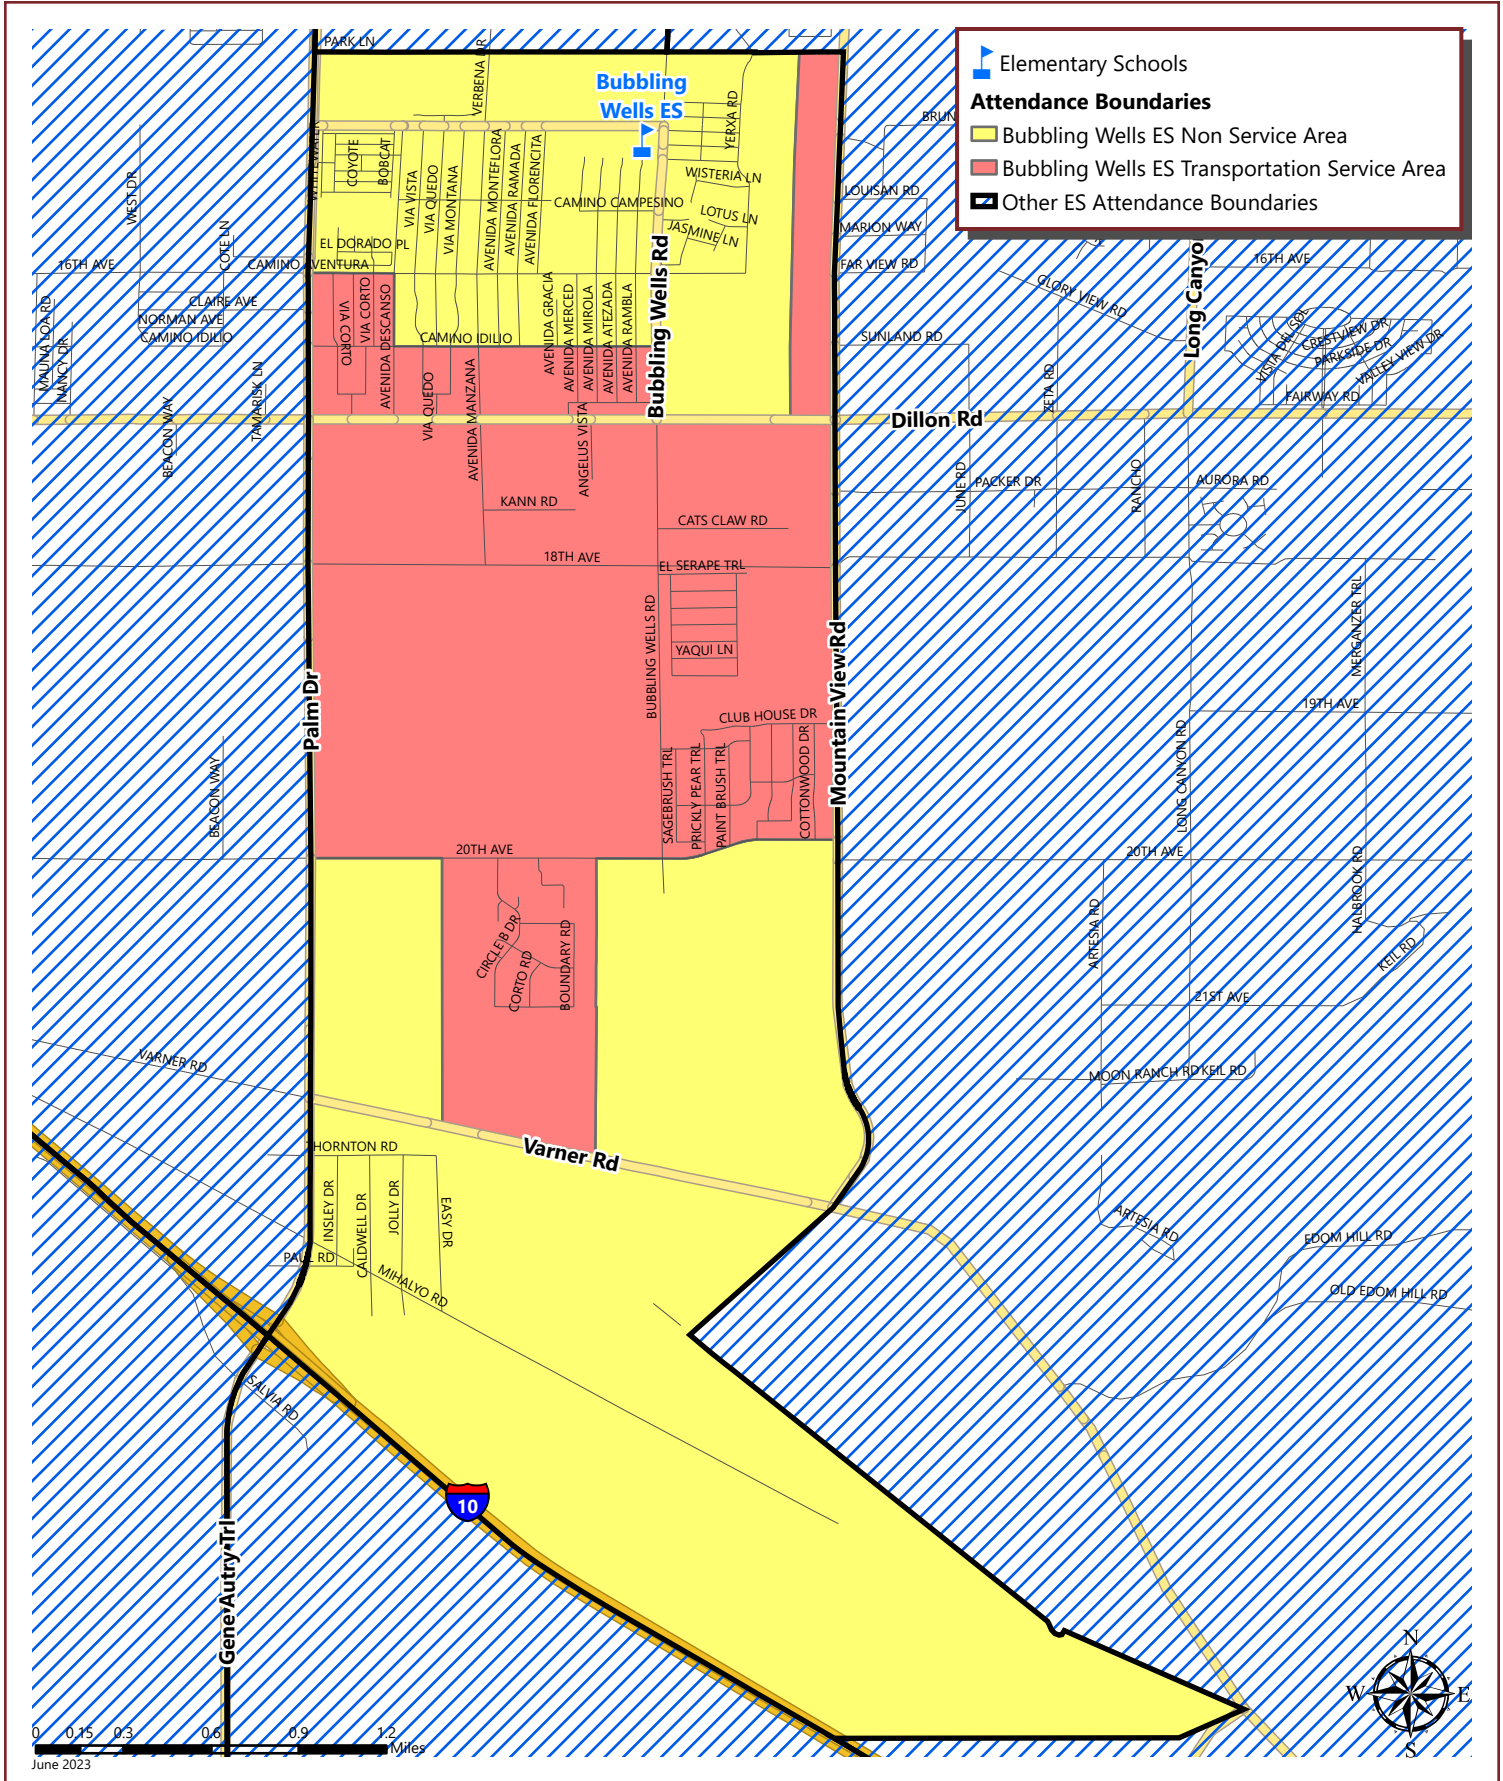 PARK LN
VERBENA DR
Bubbling
Wells ES
YERXA RD
Elementary Schools
Attendance Boundaries
Bubbling Wells ES Non Service Area
Bubbling Wells ES Transportation Service Area
Other ES Attendance Boundaries
BRUN
WEST DR
COTE LN
COYOTE
BOBCAT
VIA VISTA
VIA QUEDO
VIA MONTANA
AVENIDA MONTEFLORA
AVENIDA RAMADA
AVENIDA FLORENCITA
WISTERIA LN
CAMINO CAMPESINO
LOTUS LN
JASMINE LN
LOUISAN RD
MARION WAY
FAR VIEW RD
EL DORADO PL
16TH AVE
CAMINO AVENTURA
16TH AVE
GLORY VIEW RD
Long Canyo
MAUNA LOA RD
NANCY DR
CLAIRE AVE
NORMAN AVE
CAMINO IDILIO
TAMARISK LN
BEACON WAY
VIA CORTO
VIA CORTO
AVENIDA DESCANSO
CAMINO IDILIO
VIA QUEDO
AVENIDA MANZANA
AVENIDA GRACIA
AVENIDA MERCED
AVENIDA MIROLA
AVENIDA ATEZADA
AVENIDA RAMBLA
Bubbling Wells Rd
ANGELUS VISTA
SUNLAND RD
ZETA RD
VISTA DEL SOL
CRESTVIEW DR
PARKSIDE DR
VALLEY VIEW DR
FAIRWAY RD
Dillon Rd
JUNE RD
PACKER DR
RANCHO
AURORA RD
KANN RD
CATS CLAW RD
18TH AVE
EL SERAPE TRL
BUBBLING WELLS RD
YAQUI LN
MERGANZER TRL
Palm Dr
Mountain View Rd
19TH AVE
CLUB HOUSE DR
SAGEBRUSH TRL
PRICKLY PEAR TRL
PAINT BRUSH TRL
COTTONWOOD DR
LONG CANYON RD
BEACON WAY
20TH AVE
20TH AVE
HALBROOK RD
ARTESIA RD
KEIL RD
CIRCLE B DR
CORTO RD
BOUNDARY RD
21ST AVE
VARNER RD
MOON RANCH RD
KEIL RD
HORNTON RD
Varner Rd
INSLEY DR
CALDWELL DR
JOLLY DR
EASY DR
ARTESIA RD
EDOM HILL RD
PAUL RD
MIHALYO RD
OLD EDOM HILL RD
SALVIA RD
10
Gene Autry Trl
N
W
E
S
0 0.15 0.3 0.6 0.9 1.2
Miles
June 2023